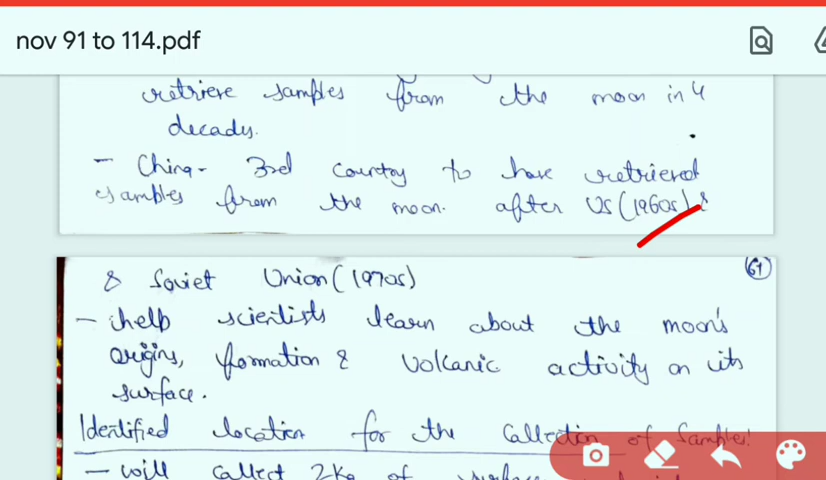 nov 91 to 114.pdf
retrieve samples from the moon in 4
decady.
- China- 3rd country to have retrieved
samples from the moon. after US (1960s) &
61
& Soviet Union (1970s)
- help scientists learn about the moon's
origins, formation & volcanic activity on its
surface.
Identified location for the collection of samples:
- will collect 2kg of surface